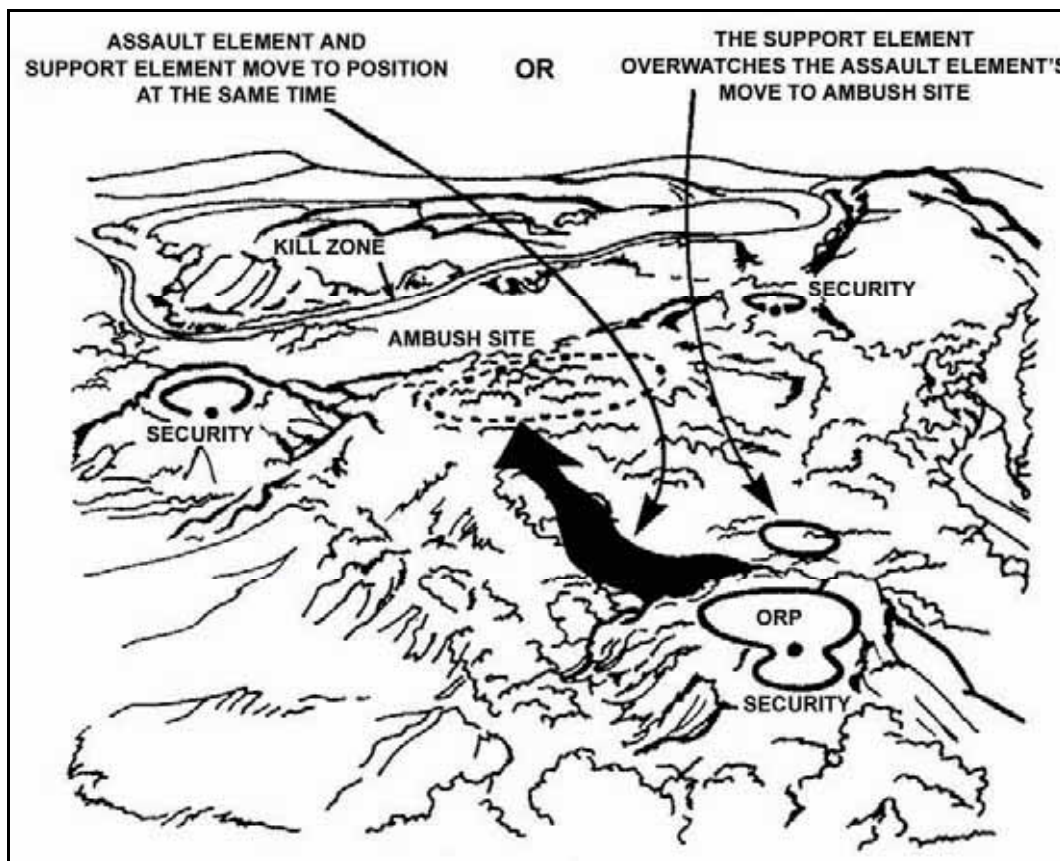 ASSAULT ELEMENT AND
SUPPORT ELEMENT MOVE TO POSITION
AT THE SAME TIME
OR
THE SUPPORT ELEMENT
OVERWATCHES THE ASSAULT ELEMENT'S
MOVE TO AMBUSH SITE
KILL ZONE
SECURITY
AMBUSH SITE
SECURITY
ORP
SECURITY